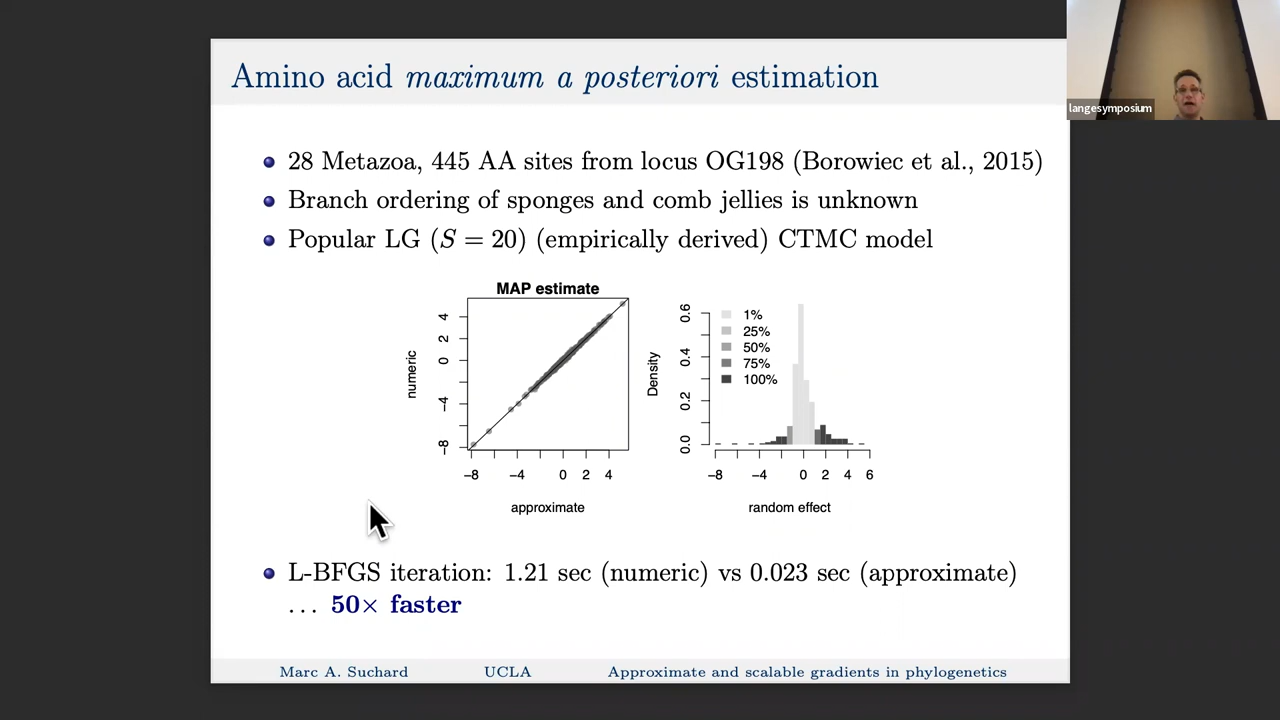 langesymposium
Amino acid maximum a posteriori estimation
28 Metazoa, 445 AA sites from locus OG198 (Borowiec et al., 2015)
Branch ordering of sponges and comb jellies is unknown
Popular LG (S = 20) (empirically derived) CTMC model
MAP estimate
numeric
4
2
0
−4
−8
−8 −4 0 2 4
approximate
Density
0.6
0.4
0.2
0.0
1%
25%
50%
75%
100%
−8 −4 0 2 4 6
random effect
L-BFGS iteration: 1.21 sec (numeric) vs 0.023 sec (approximate)
... 50× faster
Marc A. Suchard UCLA Approximate and scalable gradients in phylogenetics